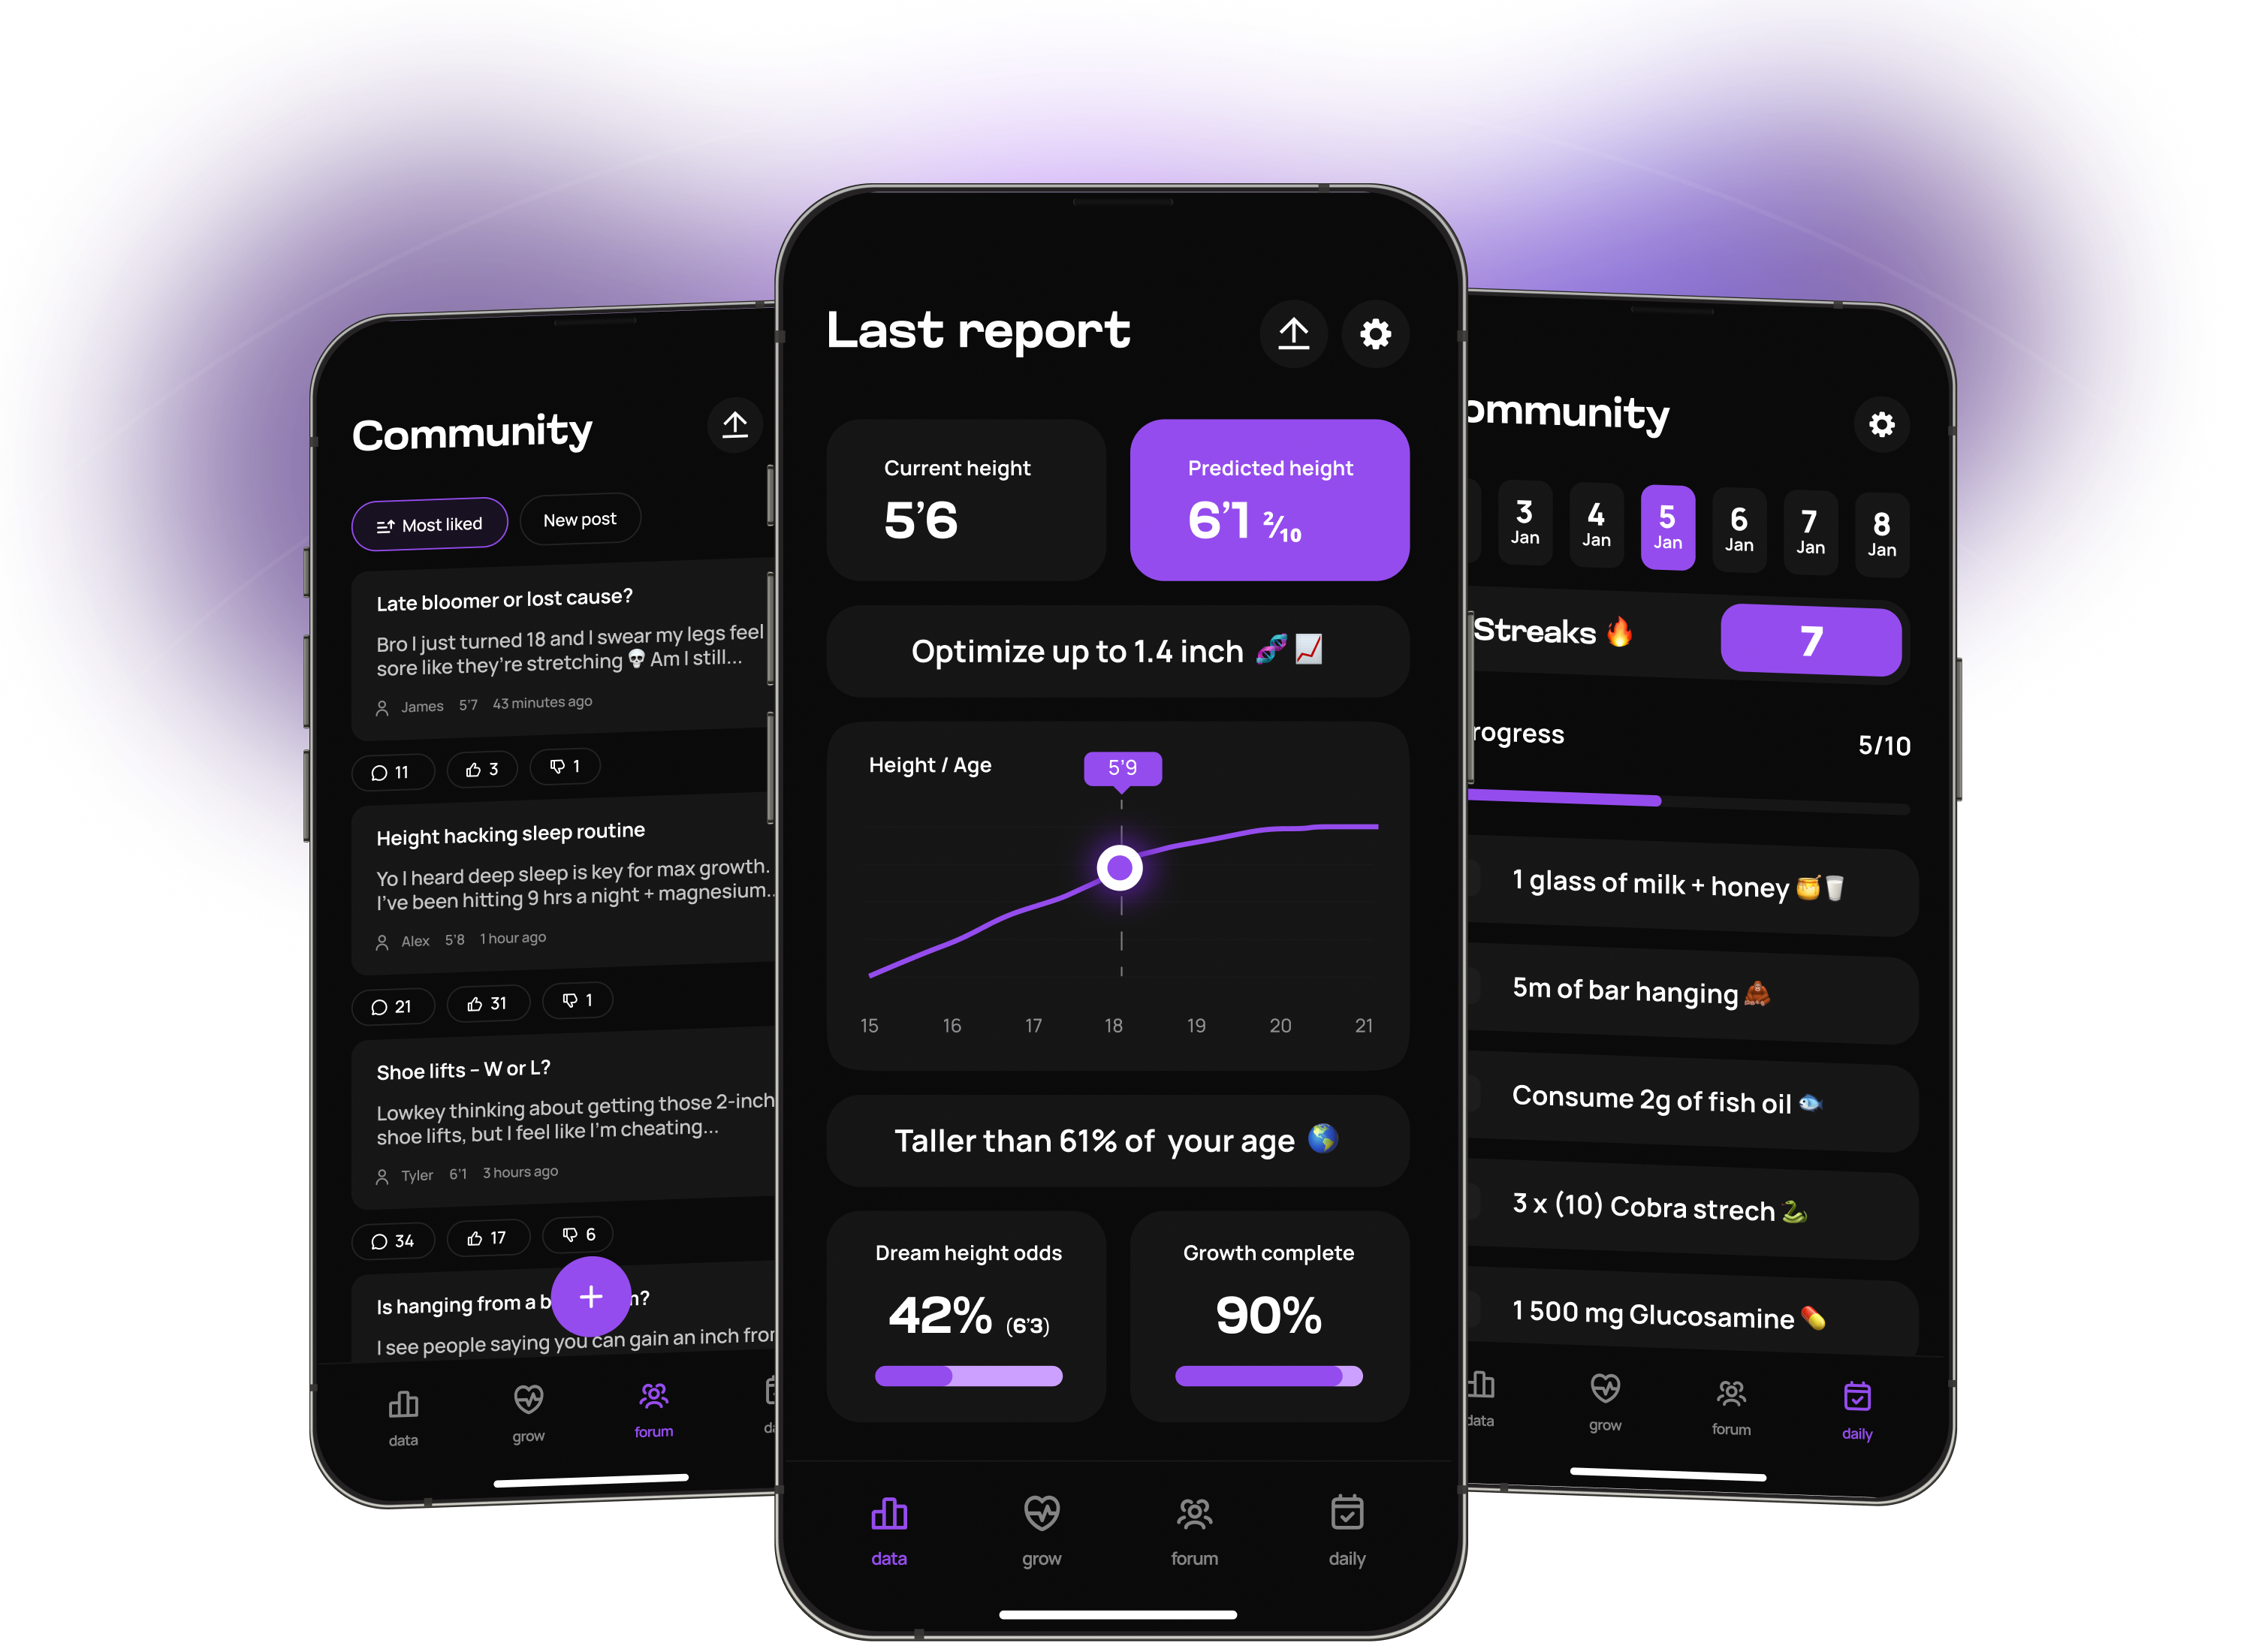 Community
Most liked
New post
Late bloomer or lost cause?
Bro I just turned 18 and I swear my legs feel
sore like they're stretching 💀 Am I still...
James 5'7 43 minutes ago
11 3 1
Height hacking sleep routine
Yo I heard deep sleep is key for max growth.
I've been hitting 9 hrs a night + magnesium..
Alex 5'8 1 hour ago
21 31 1
Shoe lifts – W or L?
Lowkey thinking about getting those 2-inch
shoe lifts, but I feel like I'm cheating...
Tyler 6'1 3 hours ago
34 17 6
Is hanging from a b
?
I see people saying you can gain an inch
data grow forum
Last report
Current height
5'6
Predicted height
6'1 2/10
Optimize up to 1.4 inch 🧬📈
Height / Age
5'9
15 16 17 18 19 20 21
Taller than 61% of your age 🌎
Dream height odds
42% (6'3)
Growth complete
90%
data grow forum daily
ommunity
3 Jan
4 Jan
5 Jan
6 Jan
7 Jan
8 Jan
Streaks 🔥 7
rogress 5/10
1 glass of milk + honey 🍯🥛
5m of bar hanging 🦧
Consume 2g of fish oil 🐟
3 x (10) Cobra strech 🐍
1 500 mg Glucosamine 💊
data grow forum daily